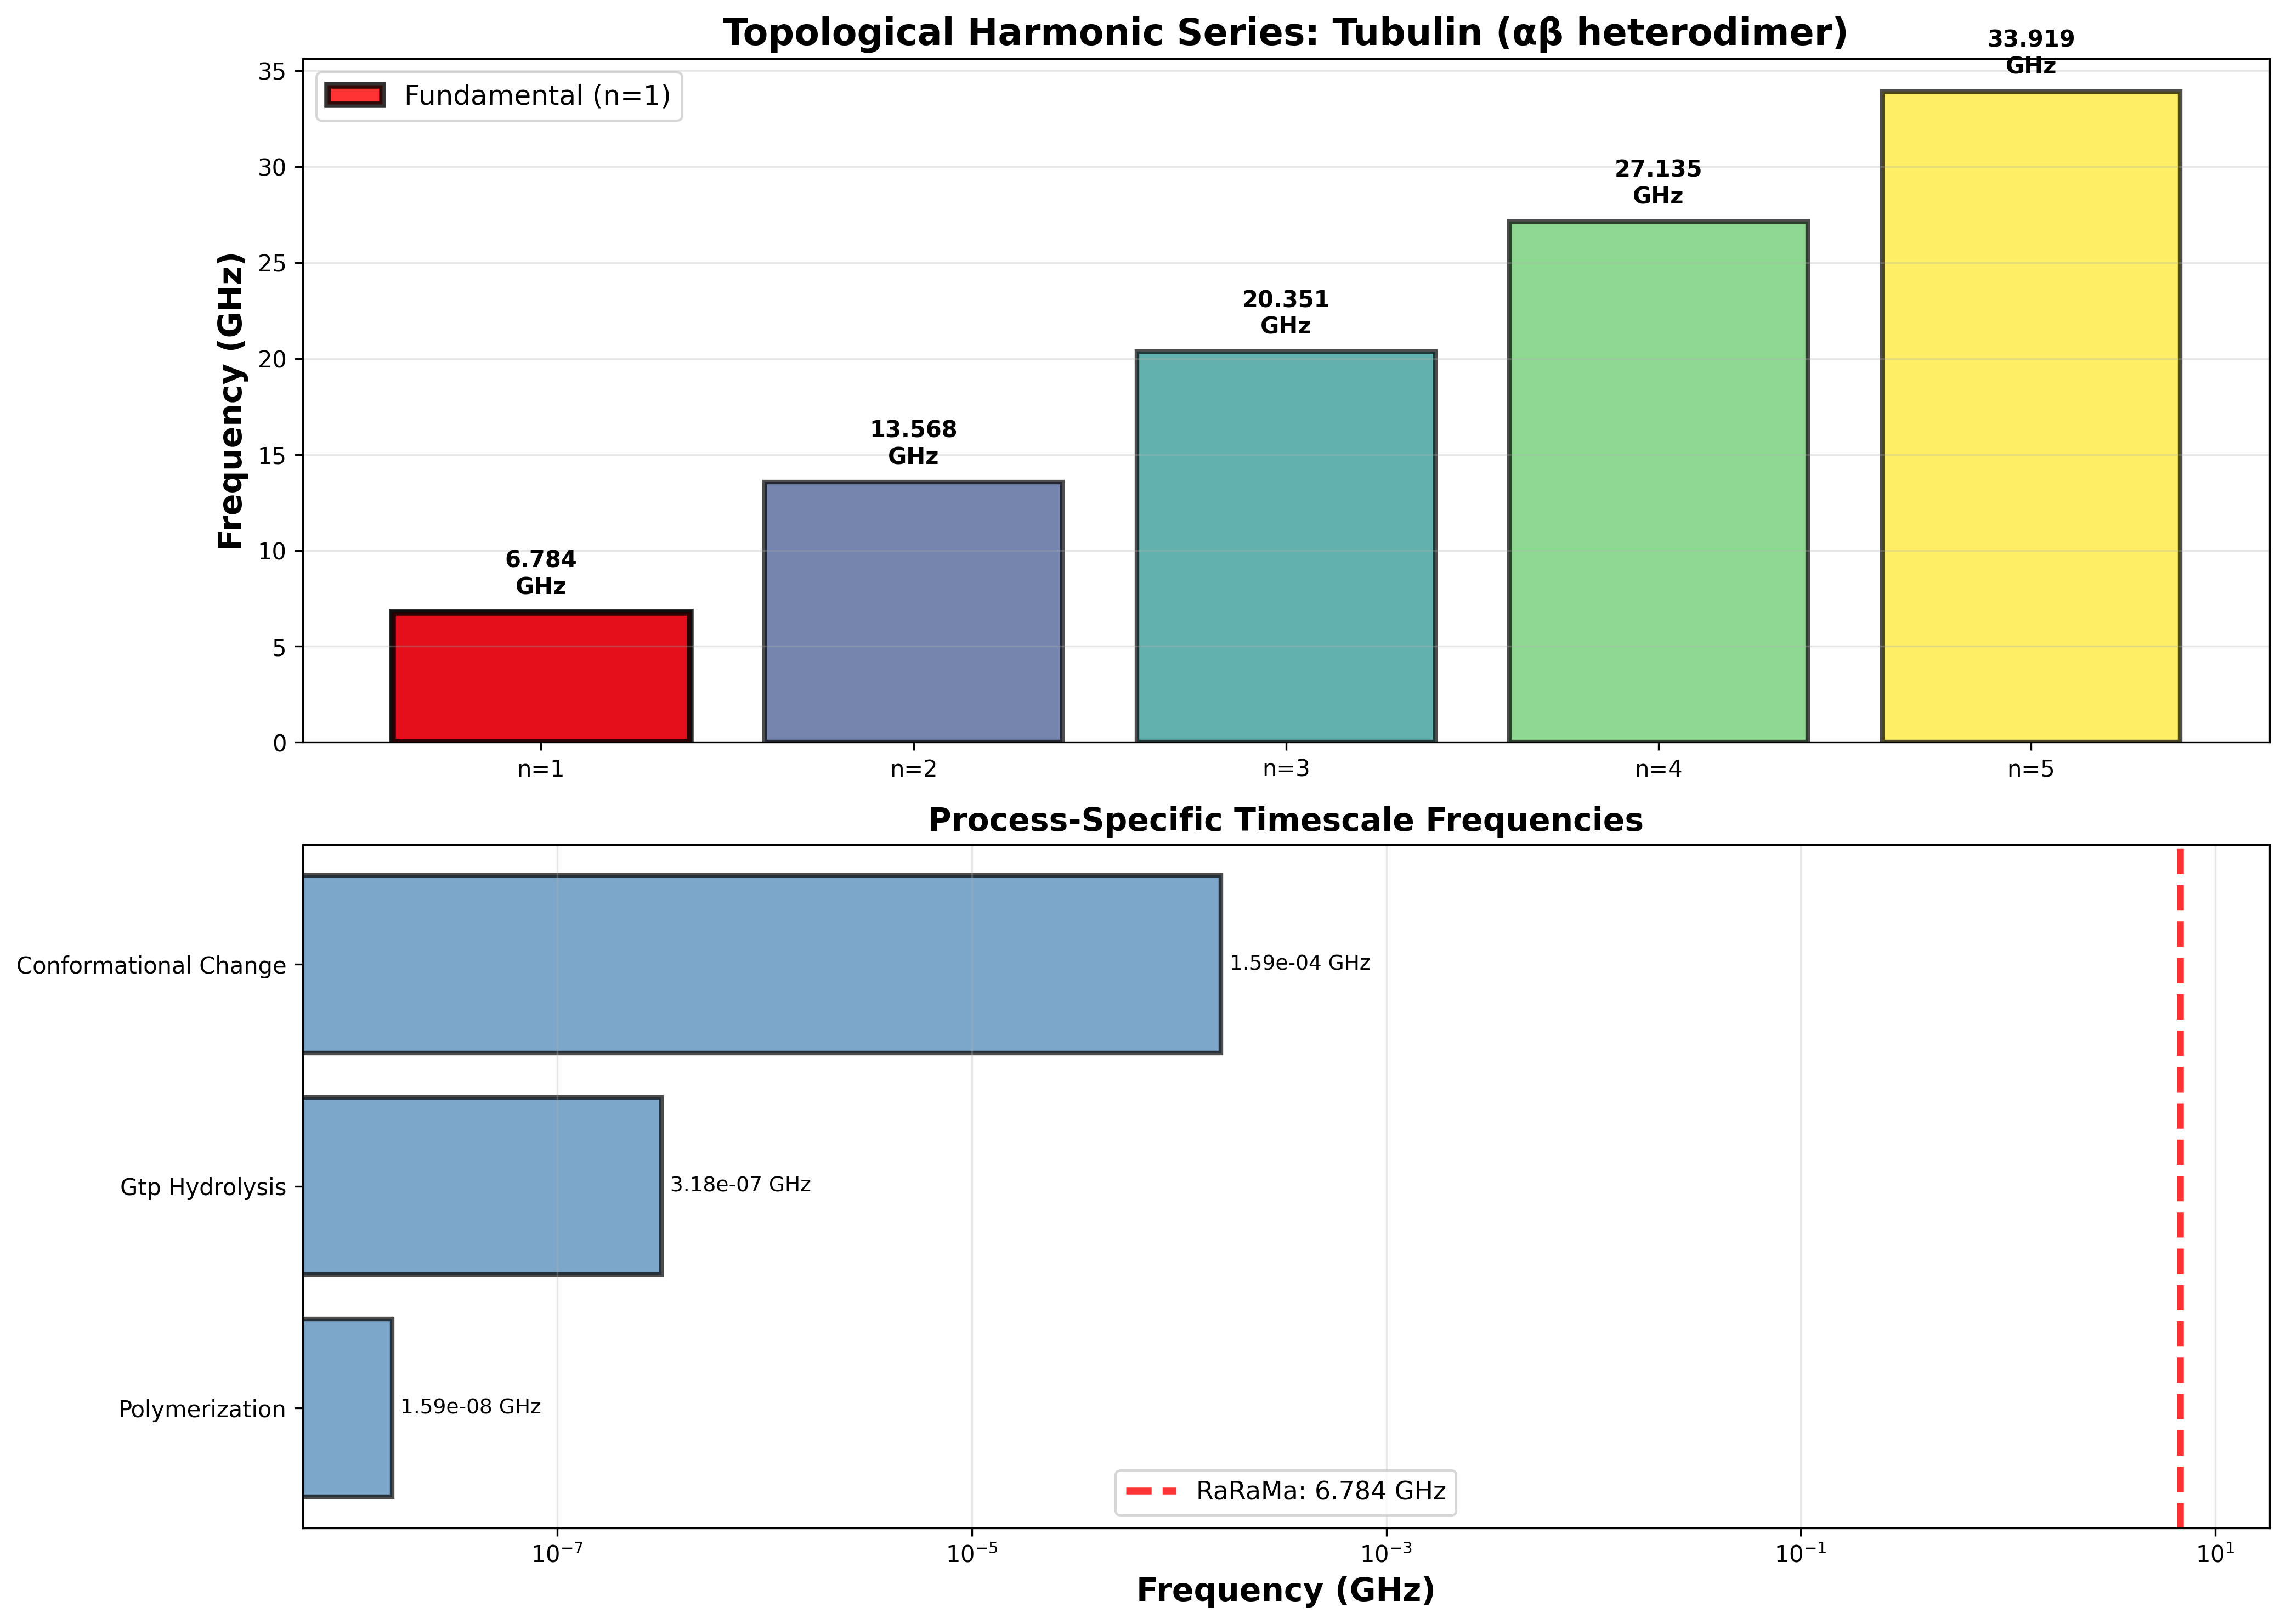 Topological Harmonic Series: Tubulin (αβ heterodimer)
Fundamental (n=1)
Frequency (GHz)
35
30
25
20
15
10
5
0
6.784
GHz
13.568
GHz
20.351
GHz
27.135
GHz
33.919
GHz
n=1
n=2
n=3
n=4
n=5
Process-Specific Timescale Frequencies
Conformational Change
1.59e-04 GHz
Gtp Hydrolysis
3.18e-07 GHz
Polymerization
1.59e-08 GHz
RaRaMa: 6.784 GHz
10⁻⁷
10⁻⁵
10⁻³
10⁻¹
10¹
Frequency (GHz)